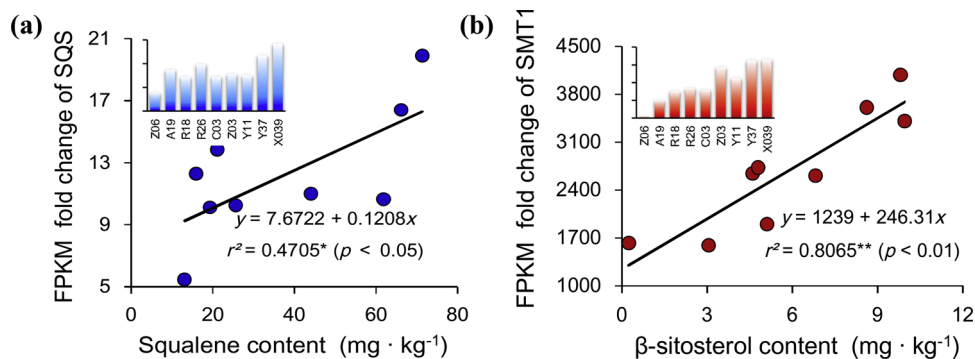 (a)
FPKM fold change of SQS
21
17
13
9
5
Z06
A19
R18
R26
C03
Z03
Y11
Y37
X039
y = 7.6722 + 0.1208x
r² = 0.4705* (p < 0.05)
0 20 40 60 80
Squalene content (mg · kg⁻¹)
(b)
FPKM fold change of SMT1
4500
3800
3100
2400
1700
1000
Z06
A19
R18
R26
C03
Z03
Y11
Y37
X039
y = 1239 + 246.31x
r² = 0.8065** (p < 0.01)
0 3 6 9 12
β-sitosterol content (mg · kg⁻¹)